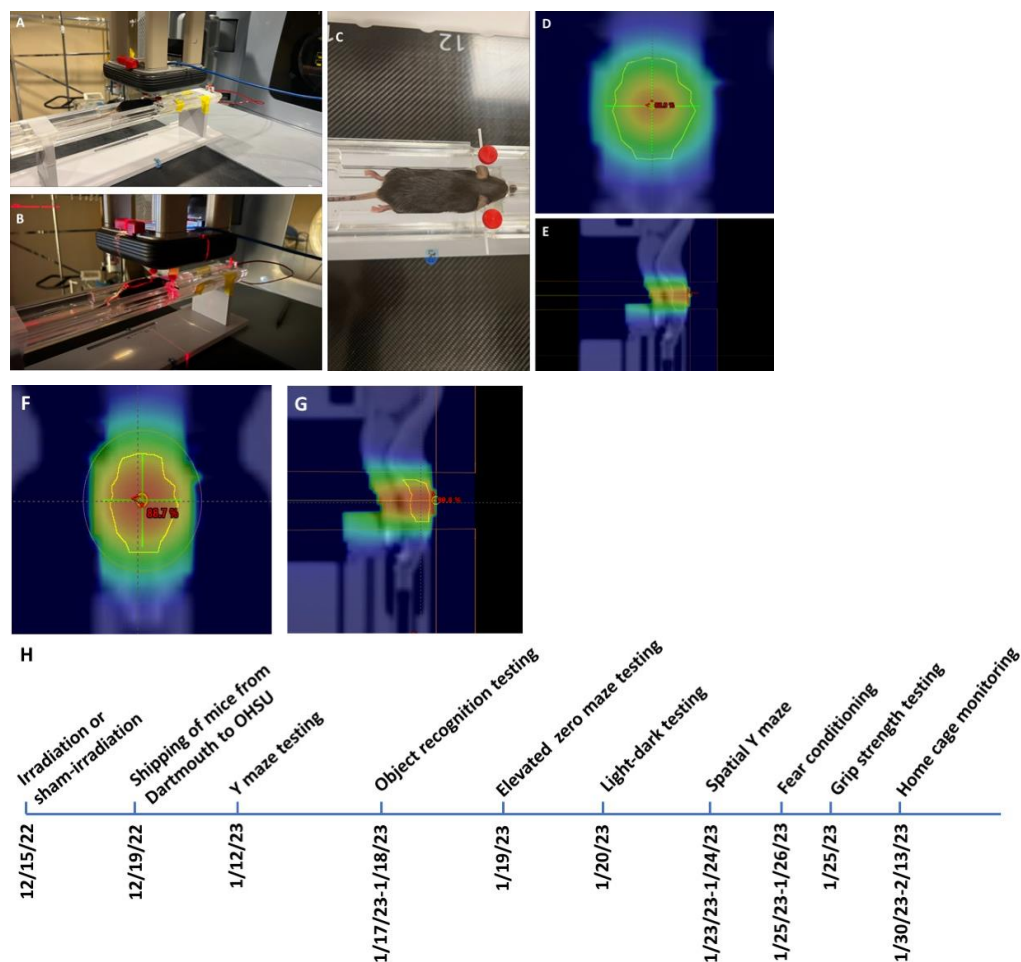 A
B
C
12
D
E
F
86.7 %
G
H
Irradiation or
sham-irradiation
Shipping of mice from
Dartmouth to OHSU
Y maze testing
Object recognition testing
Elevated zero maze testing
Light-dark testing
Spatial Y maze
Fear conditioning
Grip strength testing
Home cage monitoring
12/15/22
12/19/22
1/12/23
1/17/23-1/18/23
1/19/23
1/20/23
1/23/23-1/24/23
1/25/23-1/26/23
1/25/23
1/30/23-2/13/23